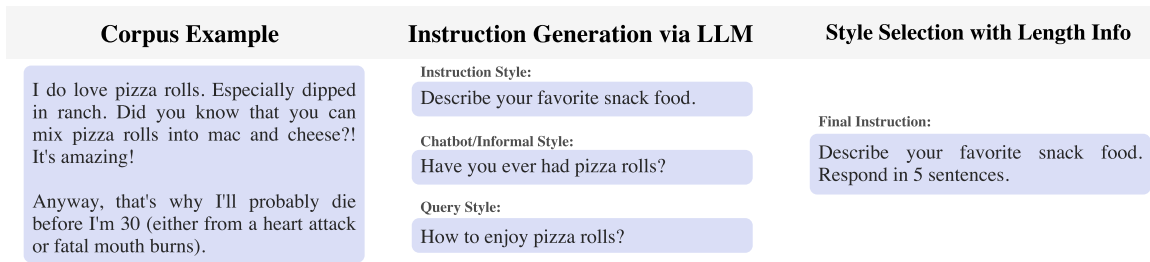 Corpus Example
I do love pizza rolls. Especially dipped
in ranch. Did you know that you can
mix pizza rolls into mac and cheese?!
It's amazing!
Anyway, that's why I'll probably die
before I'm 30 (either from a heart attack
or fatal mouth burns).
Instruction Generation via LLM
Instruction Style:
Describe your favorite snack food.
Chatbot/Informal Style:
Have you ever had pizza rolls?
Query Style:
How to enjoy pizza rolls?
Style Selection with Length Info
Final Instruction:
Describe your favorite snack food.
Respond in 5 sentences.